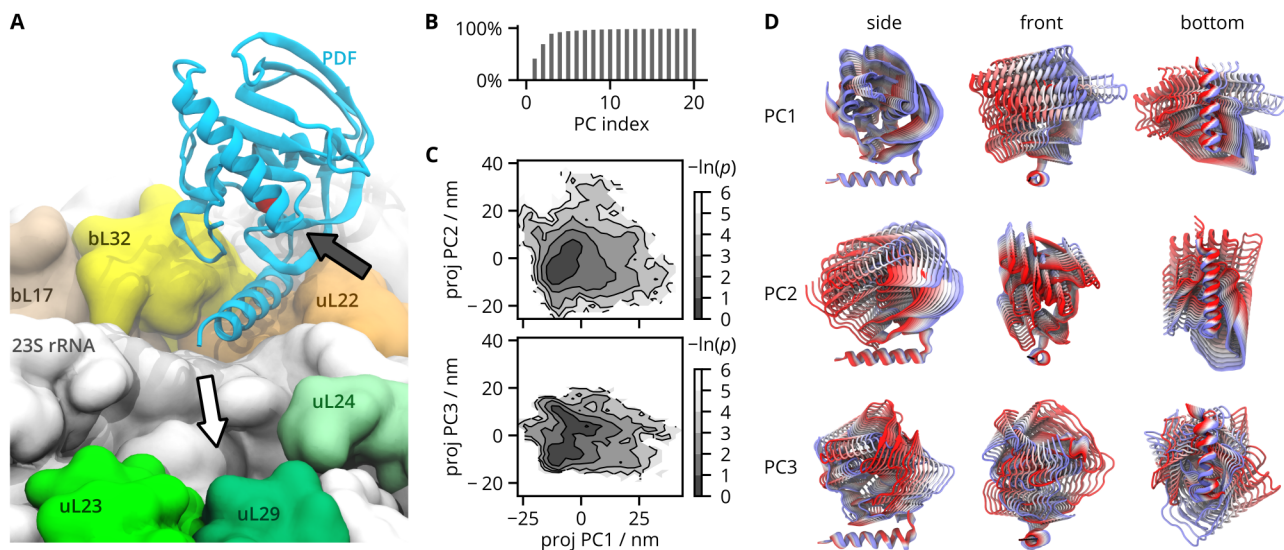 A
PDF
bL32
bL17
uL22
23S rRNA
uL24
uL23
uL29
B
100%
0%
0
10
20
PC index
C
40
20
0
−20
proj PC2 / nm
−ln(p)
6
5
4
3
2
1
0
40
20
0
−20
proj PC3 / nm
−ln(p)
6
5
4
3
2
1
0
−25
0
25
proj PC1 / nm
D
side
front
bottom
PC1
PC2
PC3